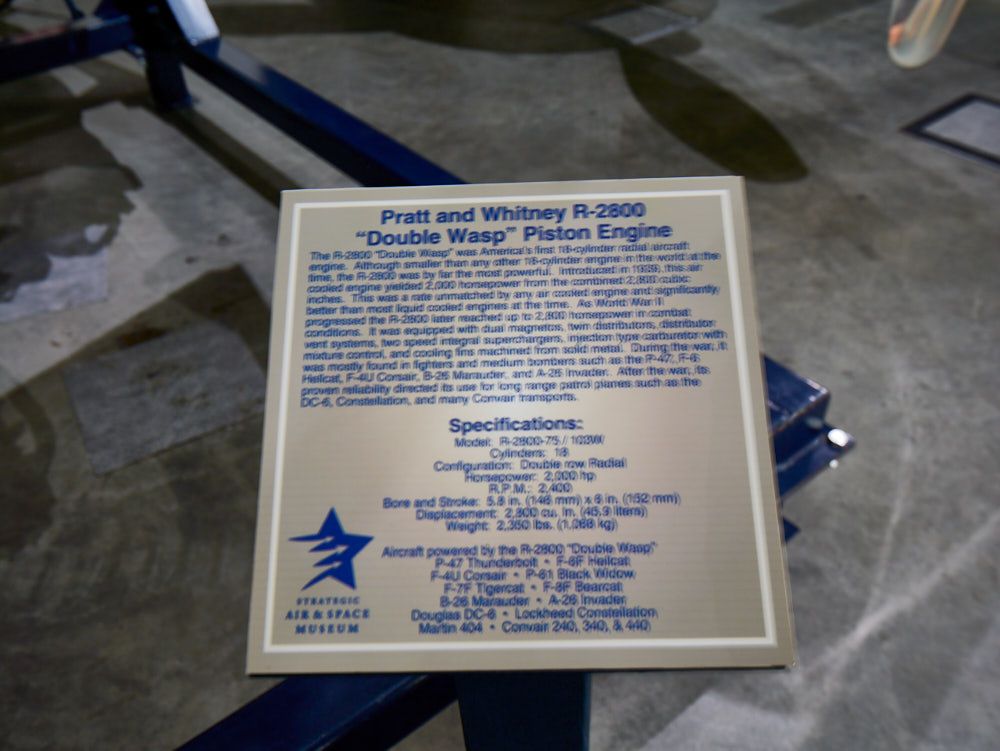 Pratt and Whitney R-2800
"Double Wasp" Piston Engine
The R-2800 "Double Wasp" was America's first 18-cylinder radial aircraft
engine. Although smaller than any other 18-cylinder engine in the world at the
time, the R-2800 was by far the most powerful. Introduced in 1939, this air
cooled engine yielded 2,000 horsepower from the combined 2,800 cubic
inches. This was a rate unmatched by any air cooled engine and significantly
better than most liquid cooled engines at the time. As World War II
progressed the R-2800 later reached up to 2,800 horsepower in combat
conditions. It was equipped with dual magnetos, twin distributors, distributor
vent systems, two speed integral superchargers, injection type carburetor with
mixture control, and cooling fins machined from solid metal. During the war, it
was mostly found in fighters and medium bombers such as the P-47, F-6
Hellcat, F-4U Corsair, B-26 Marauder, and A-26 Invader. After the war, its
proven reliability directed its use for long range patrol planes such as the
DC-6, Constellation, and many Convair transports.
Specifications:
Model: R-2800-75 / 103W
Cylinders: 18
Configuration: Double row Radial
Horsepower: 2,000 hp
R.P.M.: 2,400
Bore and Stroke: 5.8 in. (146 mm) x 6 in. (152 mm)
Displacement: 2,800 cu. in. (45.9 liters)
Weight: 2,350 lbs. (1,068 kg)
Aircraft powered by the R-2800 "Double Wasp"
P-47 Thunderbolt • F-6F Hellcat
F-4U Corsair • P-61 Black Widow
F-7F Tigercat • F-8F Bearcat
B-26 Marauder • A-26 Invader
Douglas DC-6 • Lockheed Constellation
Martin 404 • Convair 240, 340, & 440
STRATEGIC
AIR & SPACE
MUSEUM